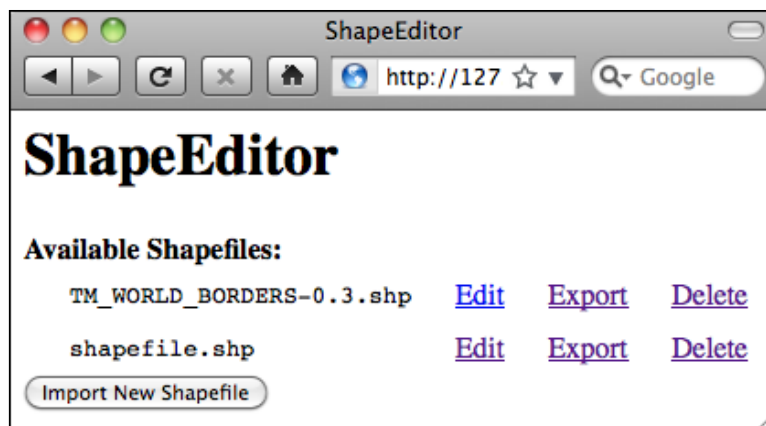 ShapeEditor
http://127
Google
ShapeEditor
Available Shapefiles:
TM_WORLD_BORDERS-0.3.shp Edit Export Delete
shapefile.shp Edit Export Delete
Import New Shapefile